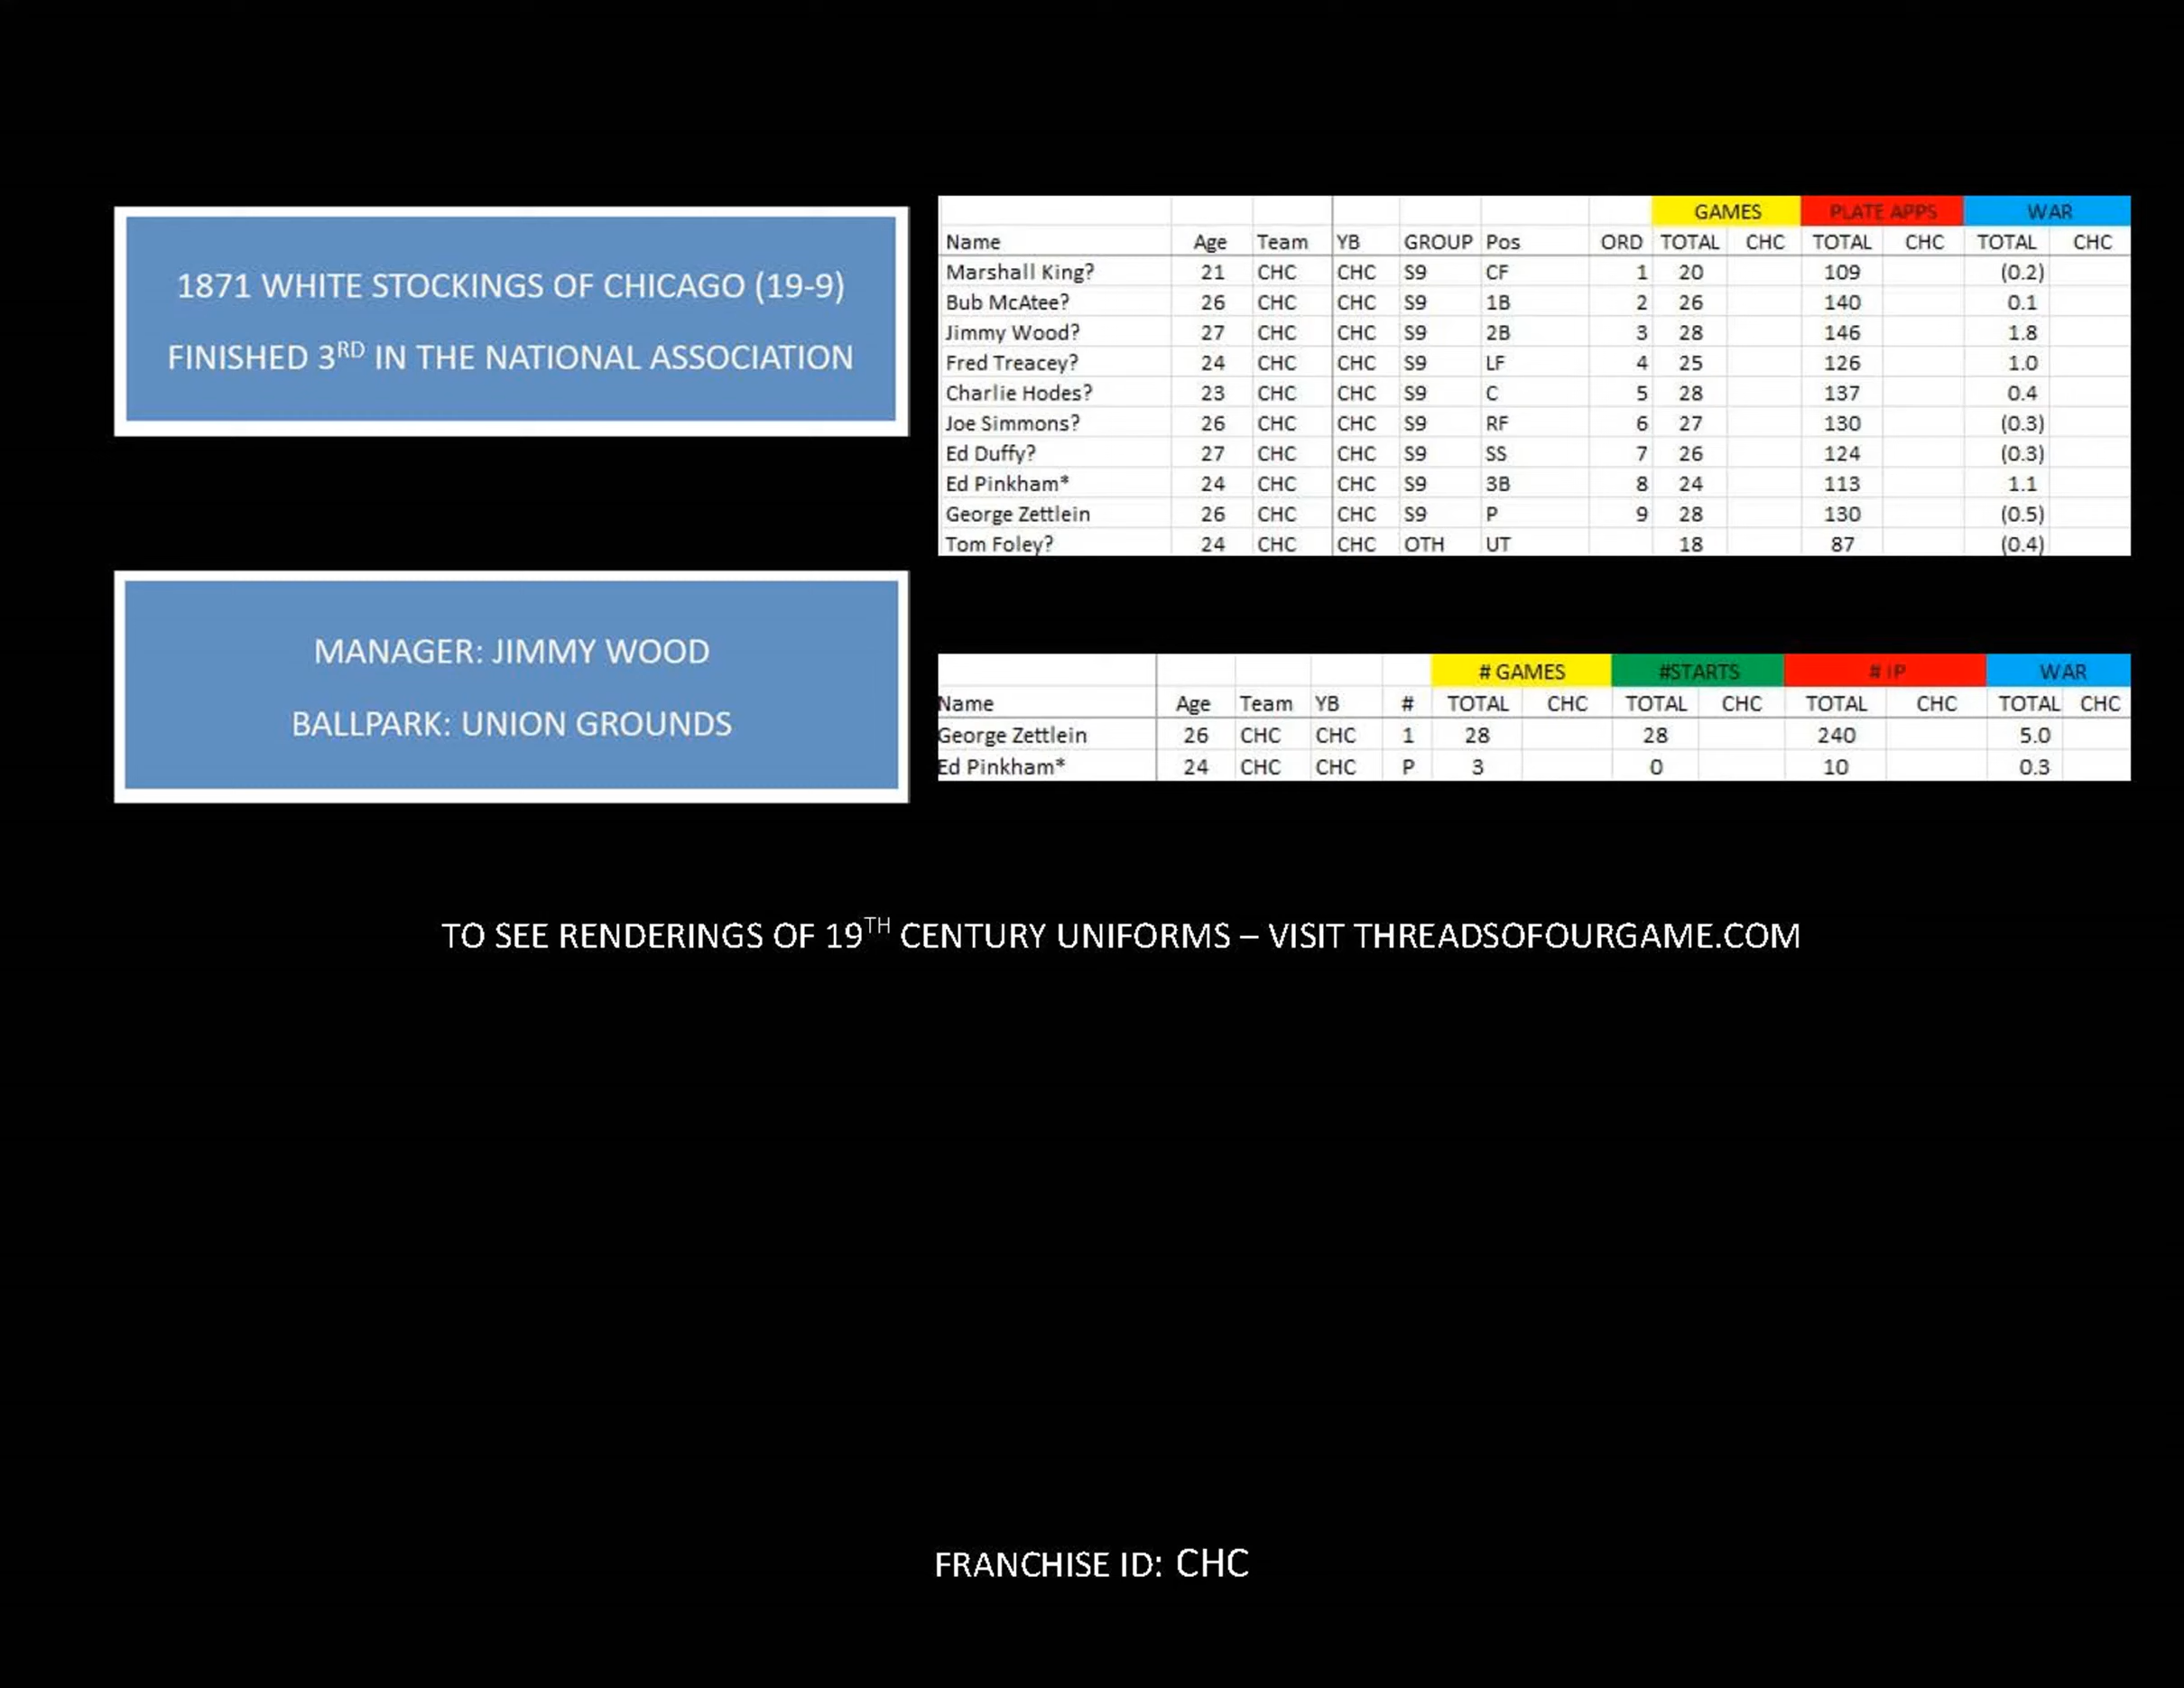 1871 WHITE STOCKINGS OF CHICAGO (19-9)
FINISHED 3RD IN THE NATIONAL ASSOCIATION
MANAGER: JIMMY WOOD
BALLPARK: UNION GROUNDS
GAMES PLATE APPS WAR
Name Age Team YB GROUP Pos ORD TOTAL CHC TOTAL CHC TOTAL CHC
Marshall King? 21 CHC CHC S9 CF 1 20 109 (0.2)
Bub McAtee? 26 CHC CHC S9 1B 2 26 140 0.1
Jimmy Wood? 27 CHC CHC S9 2B 3 28 146 1.8
Fred Treacey? 24 CHC CHC S9 LF 4 25 126 1.0
Charlie Hodes? 23 CHC CHC S9 C 5 28 137 0.4
Joe Simmons? 26 CHC CHC S9 RF 6 27 130 (0.3)
Ed Duffy? 27 CHC CHC S9 SS 7 26 124 (0.3)
Ed Pinkham* 24 CHC CHC S9 3B 8 24 113 1.1
George Zettlein 26 CHC CHC S9 P 9 28 130 (0.5)
Tom Foley? 24 CHC CHC OTH UT 18 87 (0.4)
# GAMES #STARTS # IP WAR
Name Age Team YB # TOTAL CHC TOTAL CHC TOTAL CHC TOTAL CHC
George Zettlein 26 CHC CHC 1 28 28 240 5.0
Ed Pinkham* 24 CHC CHC P 3 0 10 0.3
TO SEE RENDERINGS OF 19TH CENTURY UNIFORMS – VISIT THREADSOFOURGAME.COM
FRANCHISE ID: CHC